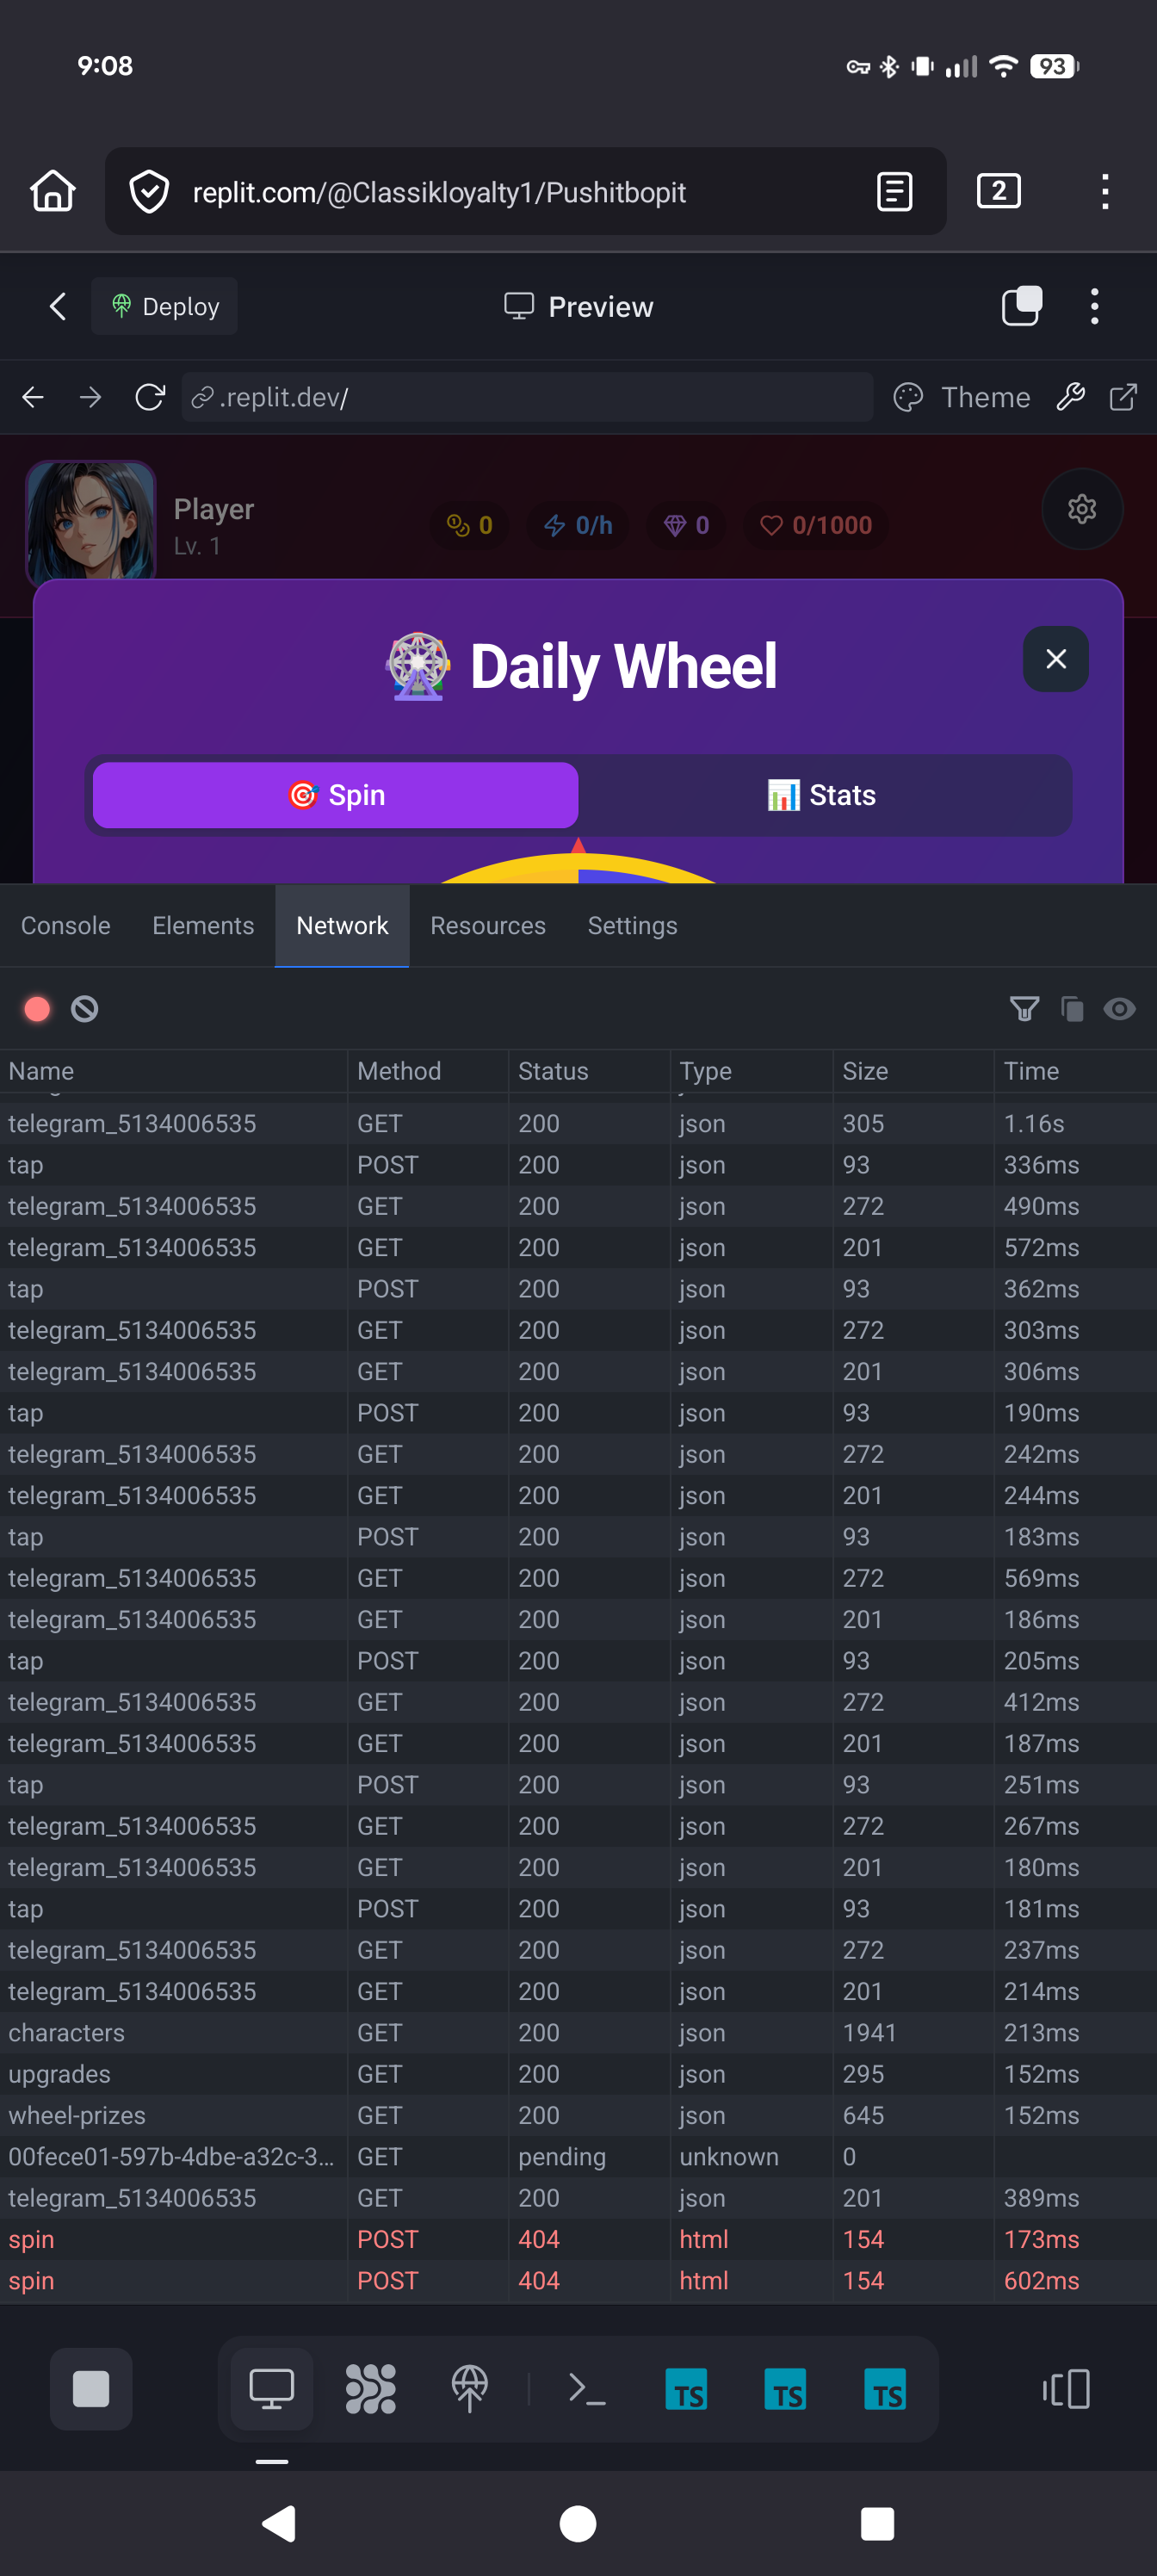 9:08
93
replit.com/@Classikloyalty1/Pushitbopit
2
Deploy
Preview
.replit.dev/
Theme
Player
Lv. 1
0
0/h
0
0/1000
Daily Wheel
Spin
Stats
Console Elements Network Resources Settings
Name Method Status Type Size Time
telegram_5134006535 GET 200 json 305 1.16s
tap POST 200 json 93 336ms
telegram_5134006535 GET 200 json 272 490ms
telegram_5134006535 GET 200 json 201 572ms
tap POST 200 json 93 362ms
telegram_5134006535 GET 200 json 272 303ms
telegram_5134006535 GET 200 json 201 306ms
tap POST 200 json 93 190ms
telegram_5134006535 GET 200 json 272 242ms
telegram_5134006535 GET 200 json 201 244ms
tap POST 200 json 93 183ms
telegram_5134006535 GET 200 json 272 569ms
telegram_5134006535 GET 200 json 201 186ms
tap POST 200 json 93 205ms
telegram_5134006535 GET 200 json 272 412ms
telegram_5134006535 GET 200 json 201 187ms
tap POST 200 json 93 251ms
telegram_5134006535 GET 200 json 272 267ms
telegram_5134006535 GET 200 json 201 180ms
tap POST 200 json 93 181ms
telegram_5134006535 GET 200 json 272 237ms
telegram_5134006535 GET 200 json 201 214ms
characters GET 200 json 1941 213ms
upgrades GET 200 json 295 152ms
wheel-prizes GET 200 json 645 152ms
00fece01-597b-4dbe-a32c-3... GET pending unknown 0
telegram_5134006535 GET 200 json 201 389ms
spin POST 404 html 154 173ms
spin POST 404 html 154 602ms
TS TS TS